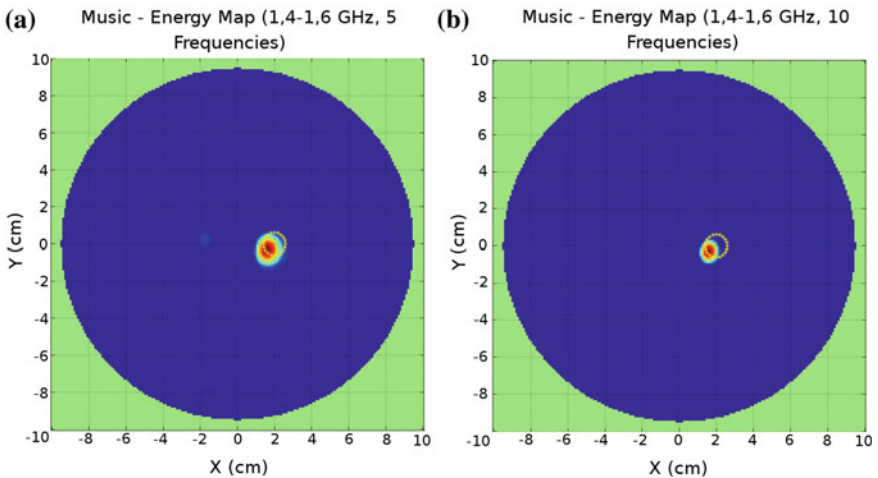 (a)
Music - Energy Map (1,4-1,6 GHz, 5
Frequencies)
10
8
6
4
2
0
-2
-4
-6
-8
-10
Y (cm)
-8 -6 -4 -2 0 2 4 6 8 10
X (cm)
(b)
Music - Energy Map (1,4-1,6 GHz, 10
Frequencies)
10
8
6
4
2
0
-2
-4
-6
-8
-10
Y (cm)
-8 -6 -4 -2 0 2 4 6 8 10
X (cm)